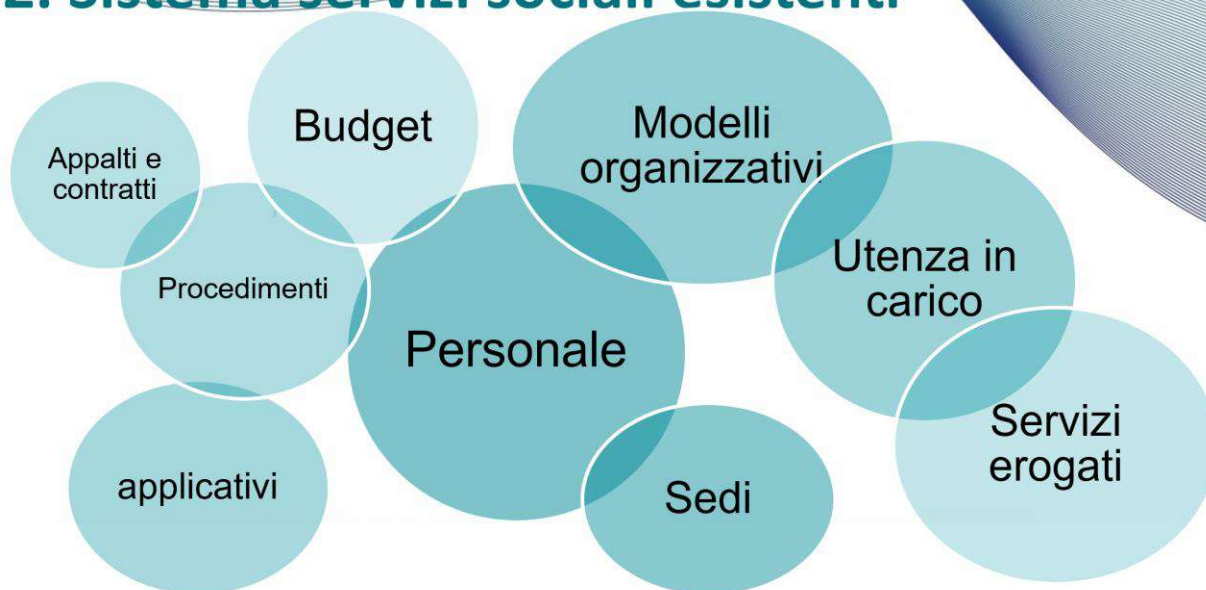 2. Sistema servizi sociali esistenti
Appalti e
contratti
Budget
Modelli
organizzativi
Procedimenti
Utenza in
carico
Personale
Servizi
erogati
applicativi
Sedi